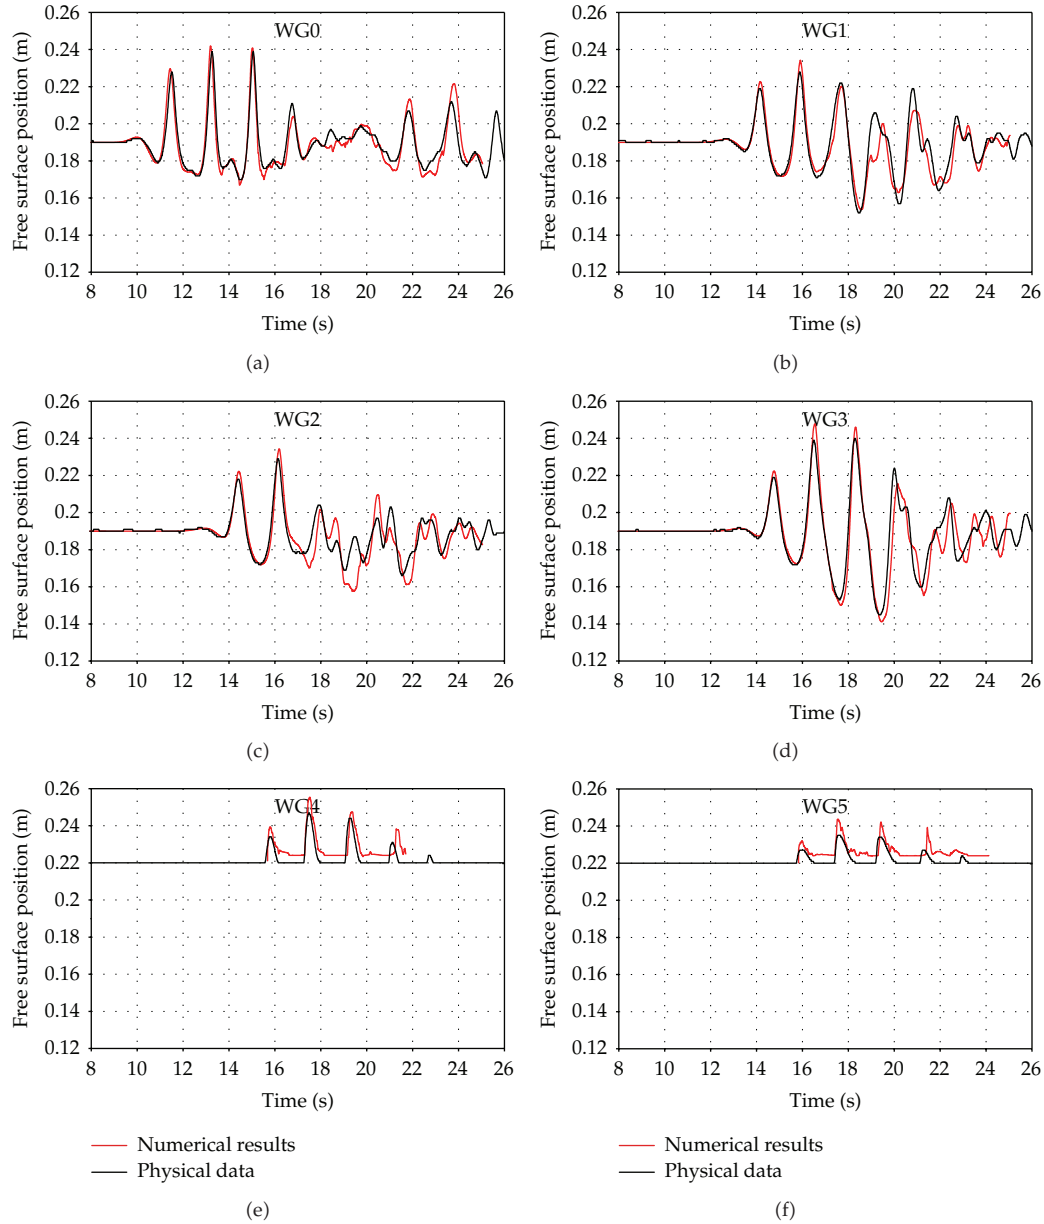 WG0
0.26
0.24
0.22
0.2
0.18
0.16
0.14
0.12
Free surface position (m)
8 10 12 14 16 18 20 22 24 26
Time (s)
(a)
WG1
0.26
0.24
0.22
0.2
0.18
0.16
0.14
0.12
Free surface position (m)
8 10 12 14 16 18 20 22 24 26
Time (s)
(b)
WG2
0.26
0.24
0.22
0.2
0.18
0.16
0.14
0.12
Free surface position (m)
8 10 12 14 16 18 20 22 24 26
Time (s)
(c)
WG3
0.26
0.24
0.22
0.2
0.18
0.16
0.14
0.12
Free surface position (m)
8 10 12 14 16 18 20 22 24 26
Time (s)
(d)
WG4
0.26
0.24
0.22
0.2
0.18
0.16
0.14
0.12
Free surface position (m)
8 10 12 14 16 18 20 22 24 26
Time (s)
Numerical results
Physical data
(e)
WG5
0.26
0.24
0.22
0.2
0.18
0.16
0.14
0.12
Free surface position (m)
8 10 12 14 16 18 20 22 24 26
Time (s)
Numerical results
Physical data
(f)